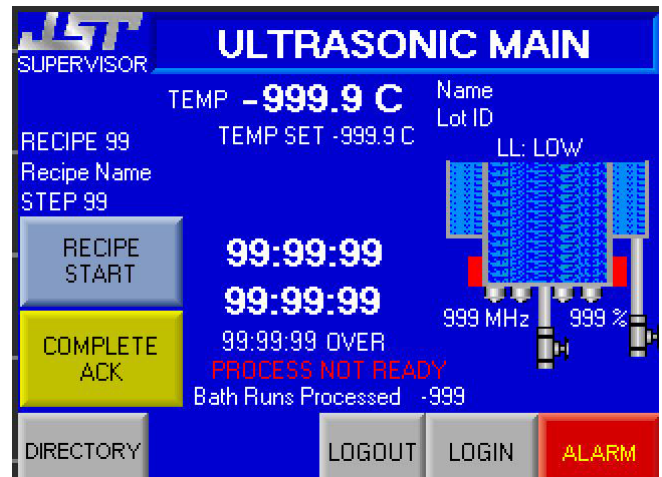 JST
SUPERVISOR
ULTRASONIC MAIN
TEMP -999.9 C
TEMP SET -999.9 C
Name
Lot ID
LL: LOW
RECIPE 99
Recipe Name
STEP 99
RECIPE
START
99:99:99
99:99:99
99:99:99 OVER
PROCESS NOT READY
Bath Runs Processed -999
999 MHz
999 %
COMPLETE
ACK
DIRECTORY
LOGOUT
LOGIN
ALARM